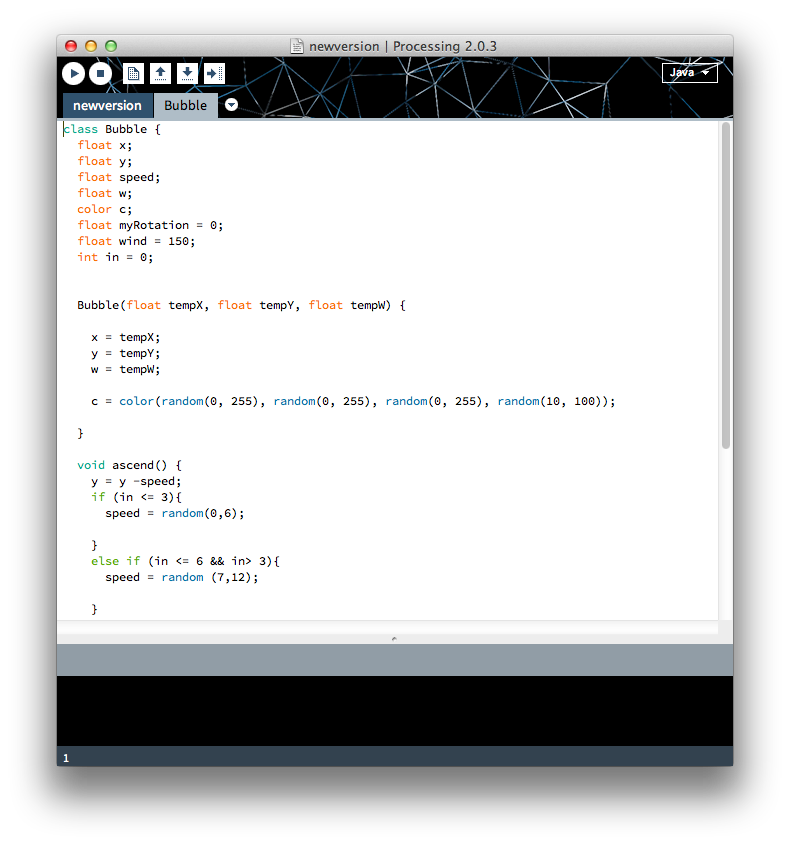 newversion | Processing 2.0.3
Java
newversion Bubble
class Bubble {
  float x;
  float y;
  float speed;
  float w;
  color c;
  float myRotation = 0;
  float wind = 150;
  int in = 0;
  Bubble(float tempX, float tempY, float tempW) {
    x = tempX;
    y = tempY;
    w = tempW;
    c = color(random(0, 255), random(0, 255), random(0, 255), random(10, 100));
  }
  void ascend() {
    y = y -speed;
    if (in <= 3){
      speed = random(0,6);
    }
    else if (in <= 6 && in> 3){
      speed = random (7,12);
    }
1